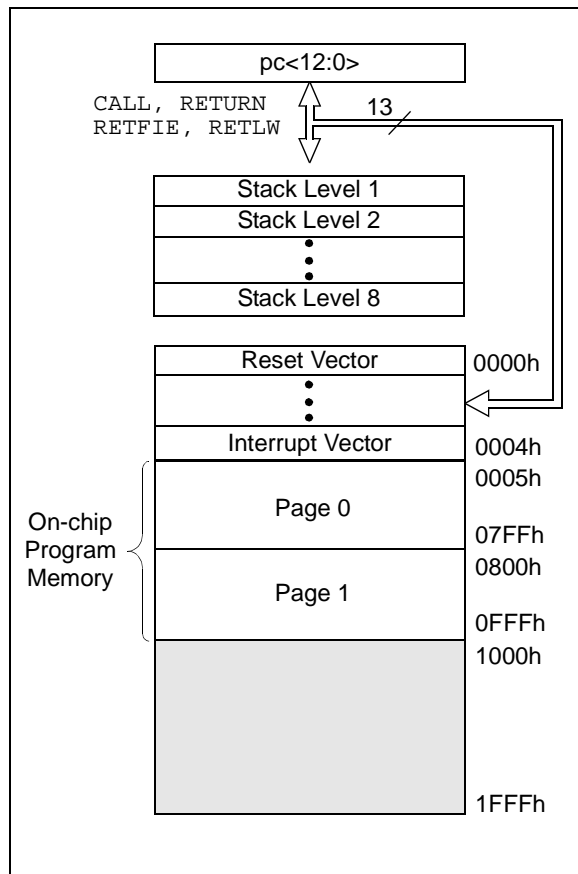 pc<12:0>
CALL, RETURN
RETFIE, RETLW
13
Stack Level 1
Stack Level 2
Stack Level 8
Reset Vector
0000h
Interrupt Vector
0004h
0005h
On-chip
Program
Memory
Page 0
07FFh
0800h
Page 1
0FFFh
1000h
1FFFh